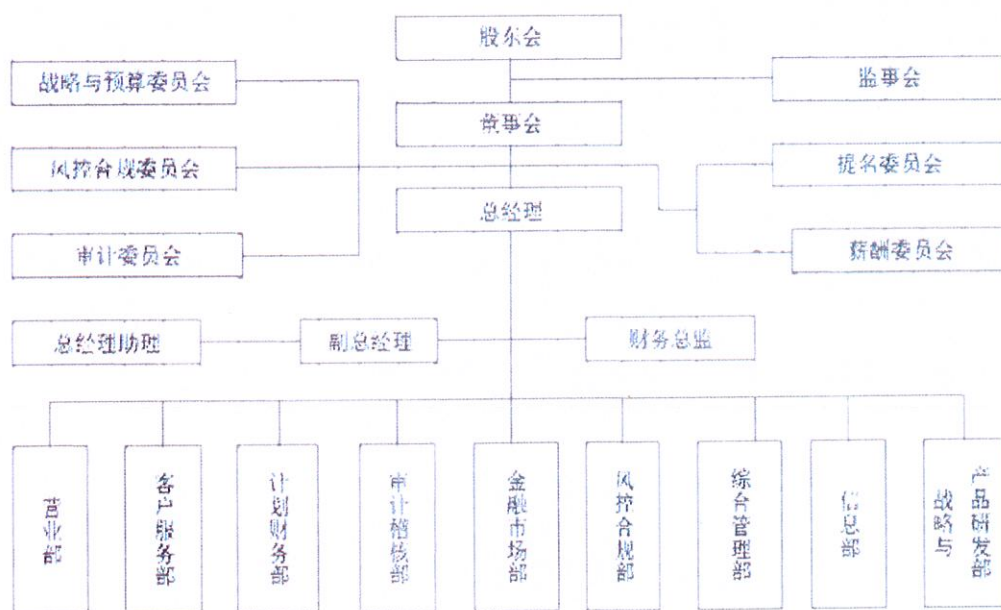 股东会
战略与预算委员会
监事会
董事会
风控合规委员会
提名委员会
总经理
审计委员会
薪酬委员会
总经理助理
副总经理
财务总监
营业部
客户服务部
计划财务部
审计稽核部
金融市场部
风控合规部
综合管理部
信息部
战略与
产品研发部